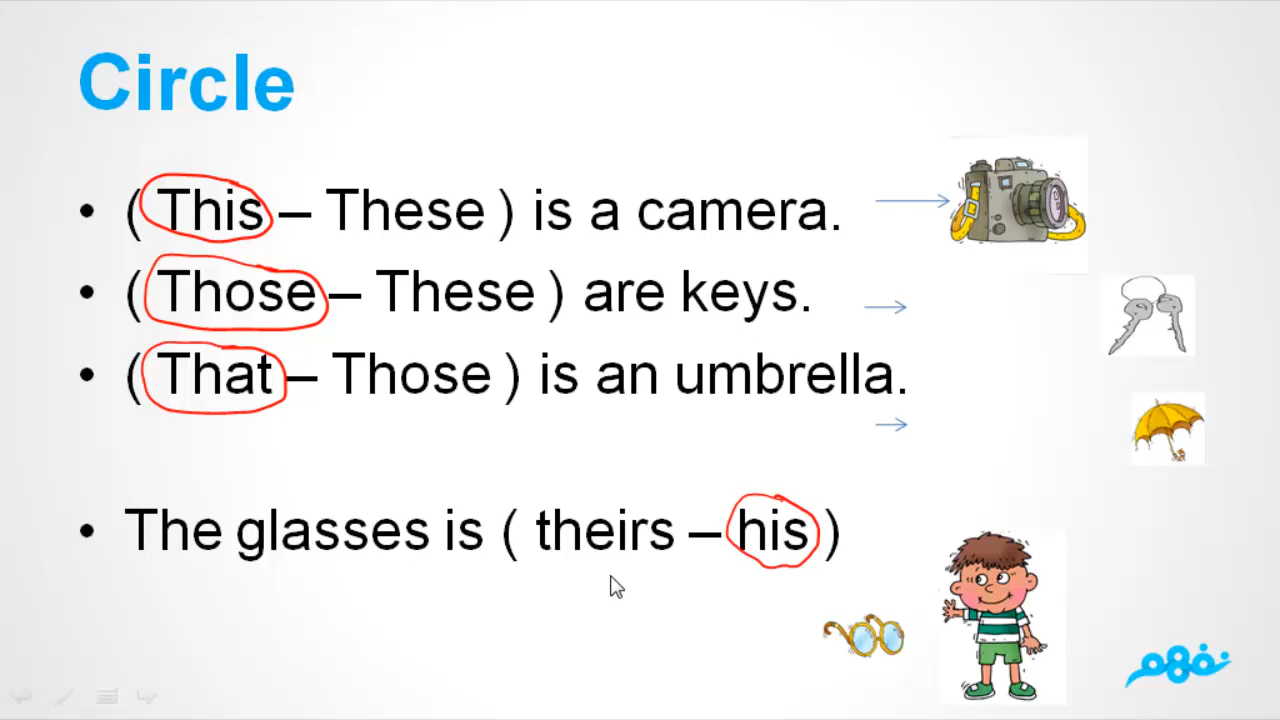 Circle
• ( This – These ) is a camera.
• ( Those – These ) are keys.
• ( That – Those ) is an umbrella.
• The glasses is ( theirs – his )
نفهم